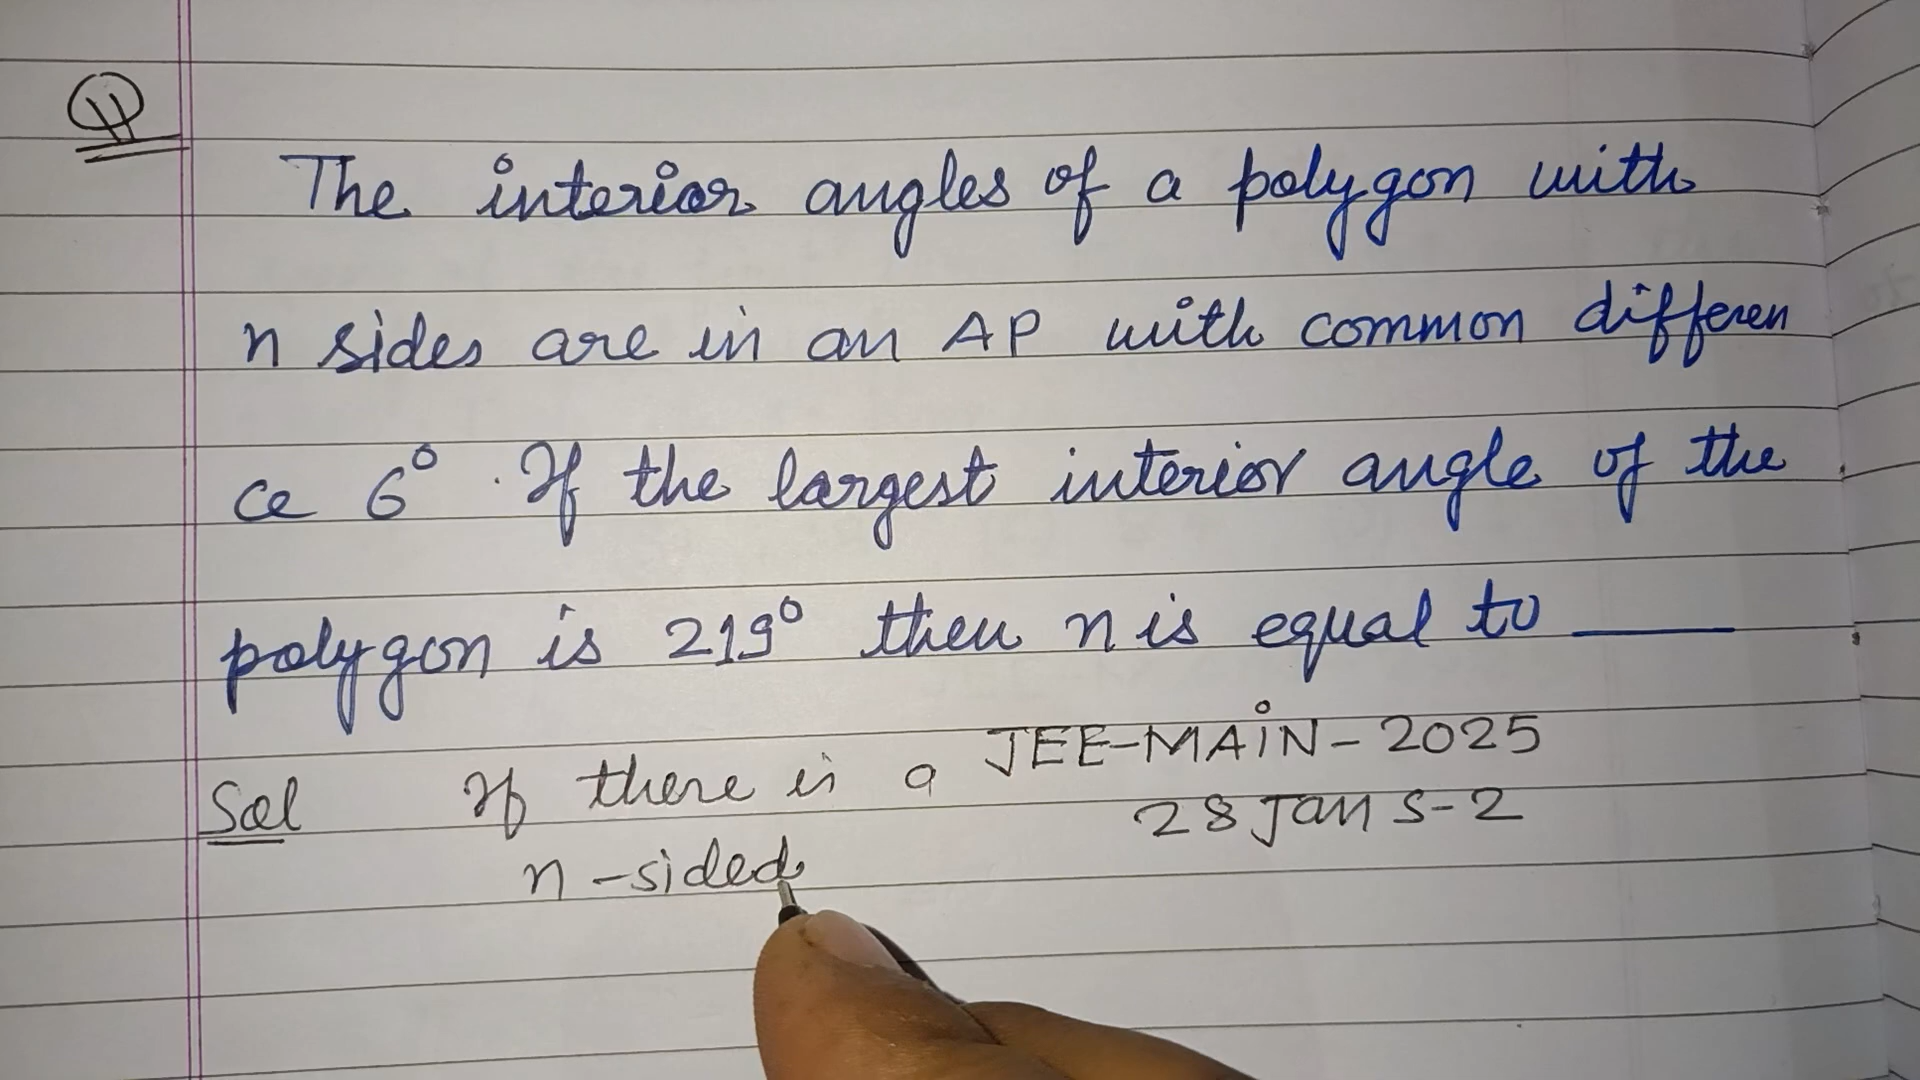 Q
The interior angles of a polygon with
n sides are in an AP with common differen
ce 6° . If the largest interior angle of the
polygon is 219° then n is equal to ____
JEE-MAiN-2025
28 Jan S-2
Sol If there is a
n-sided